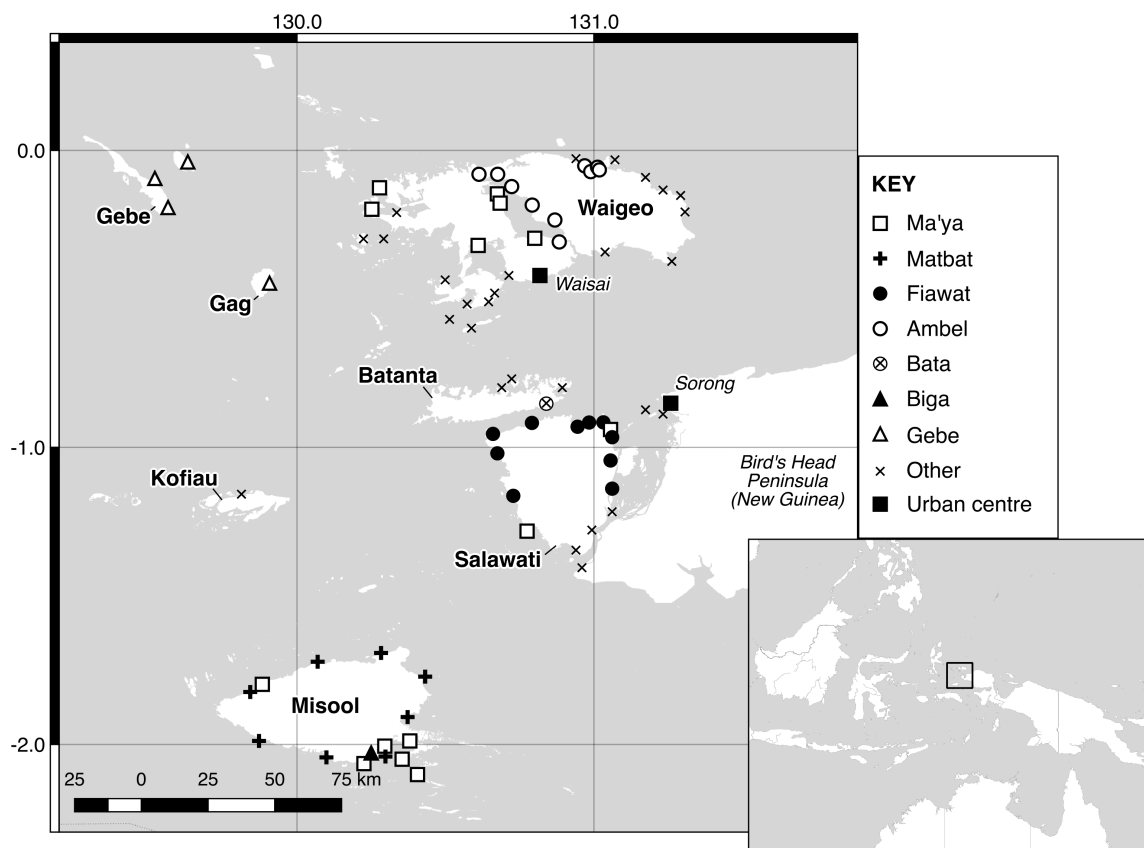 130.0 131.0
0.0
-1.0
-2.0
Gebe
Gag
Waigeo
Waisai
Batanta
Sorong
Kofiau
Bird's Head
Peninsula
(New Guinea)
Salawati
Misool
25 0 25 50 75 km
KEY
Ma'ya
Matbat
Fiawat
Ambel
Bata
Biga
Gebe
Other
Urban centre